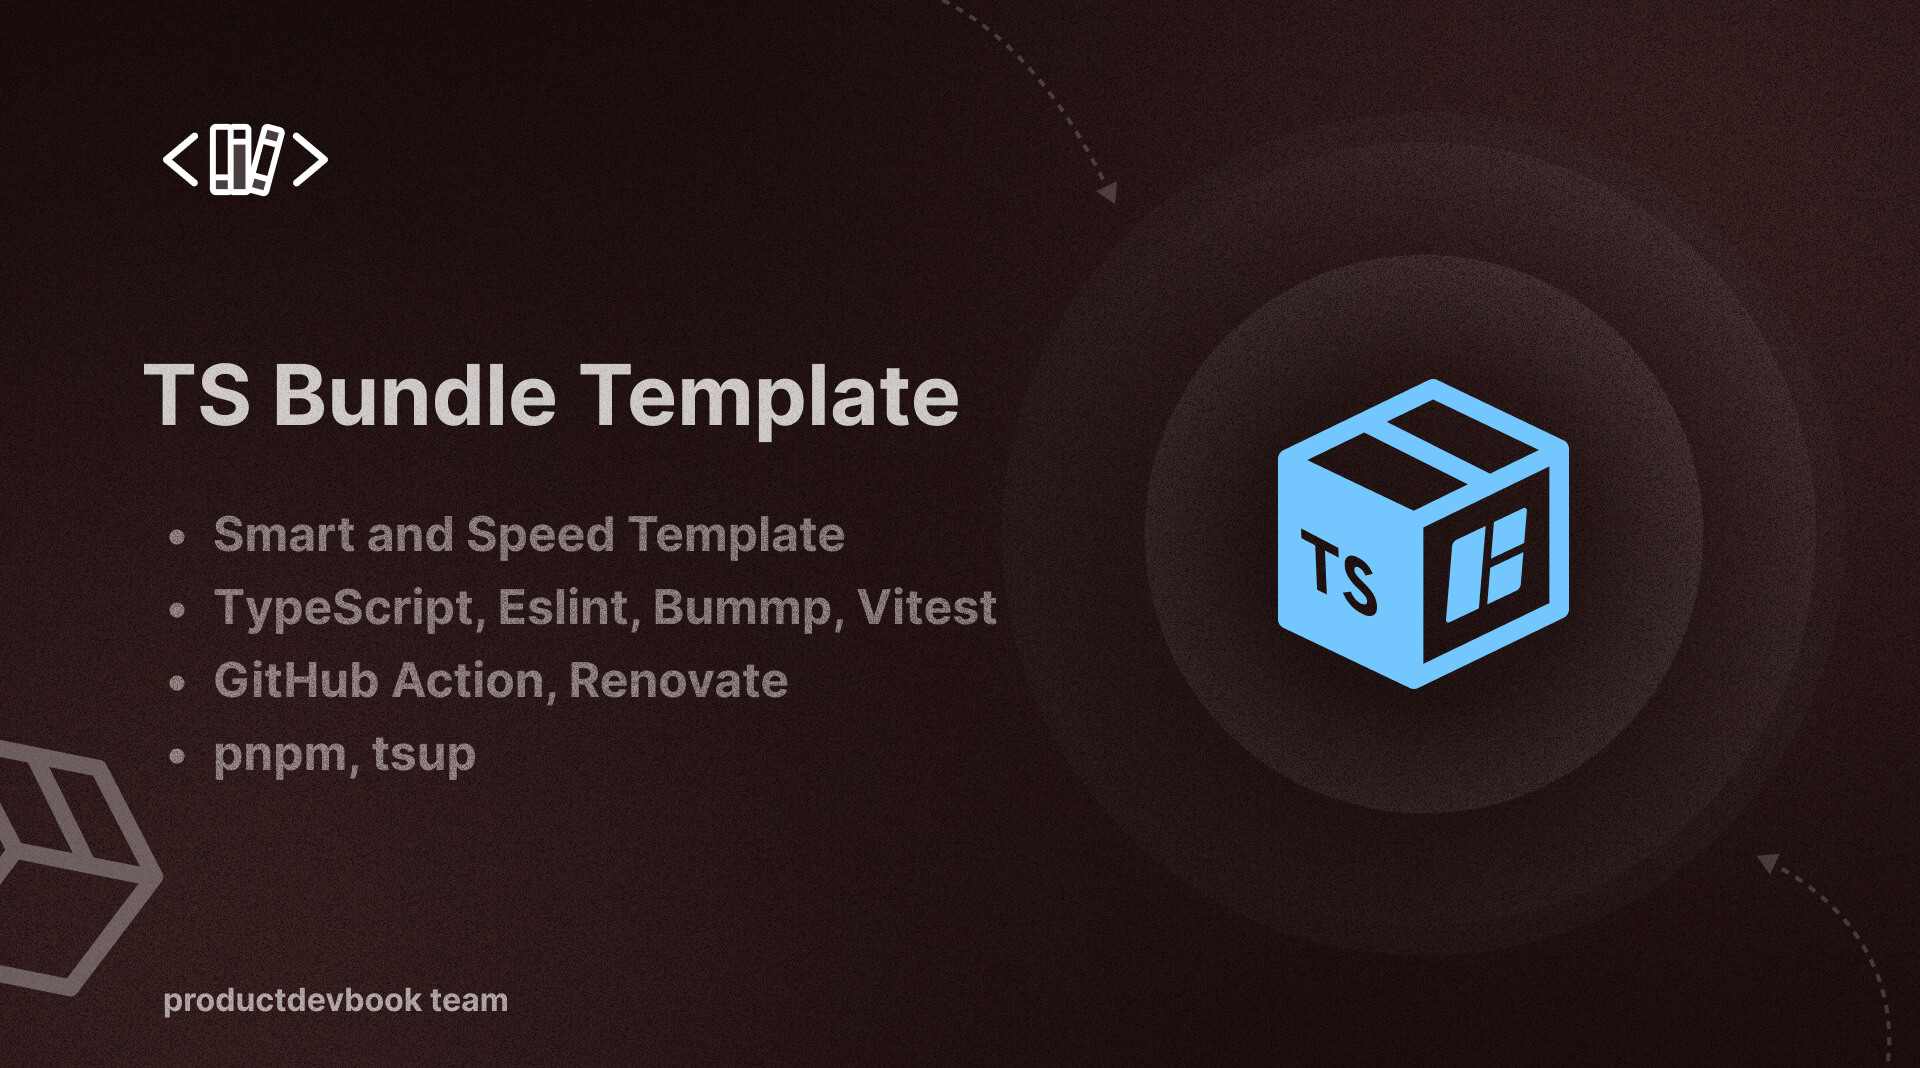 TS Bundle Template
• Smart and Speed Template
• TypeScript, Eslint, Bummp, Vitest
• GitHub Action, Renovate
• pnpm, tsup
TS
productdevbook team